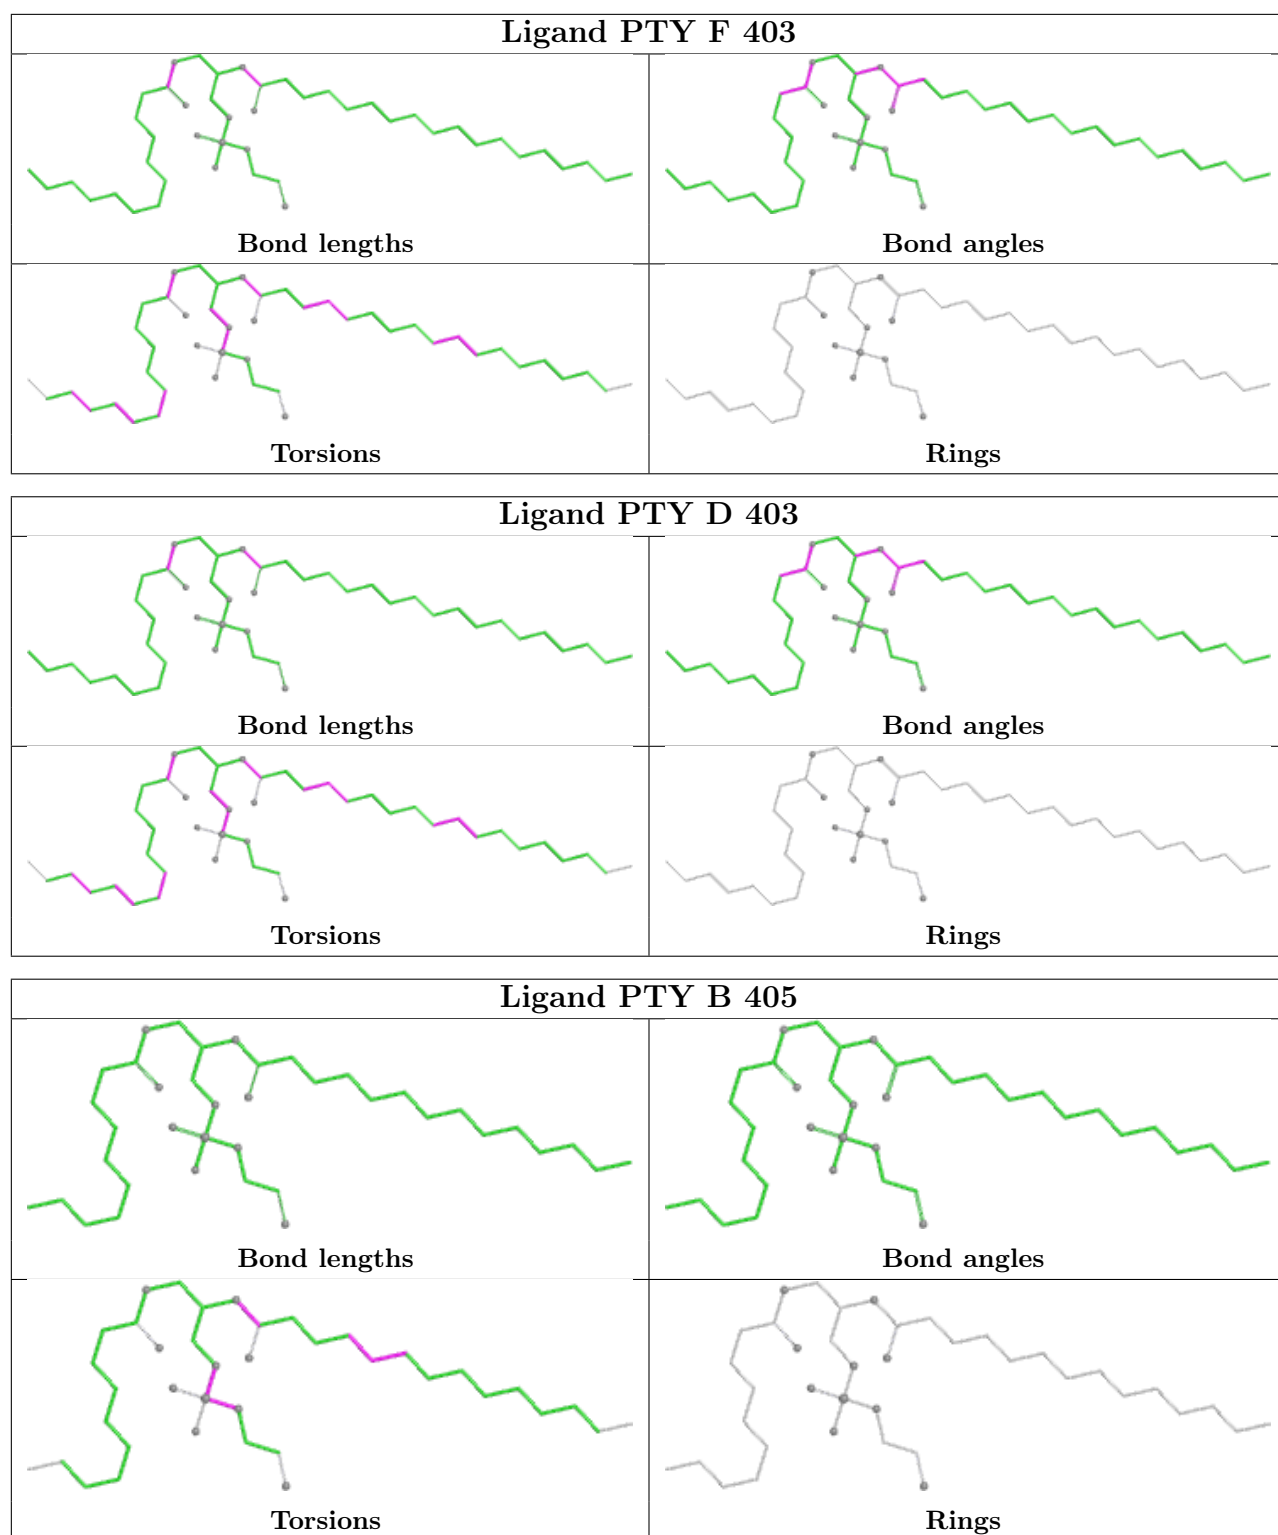 Ligand PTY F 403
Bond lengths
Bond angles
Torsions
Rings
Ligand PTY D 403
Bond lengths
Bond angles
Torsions
Rings
Ligand PTY B 405
Bond lengths
Bond angles
Torsions
Rings